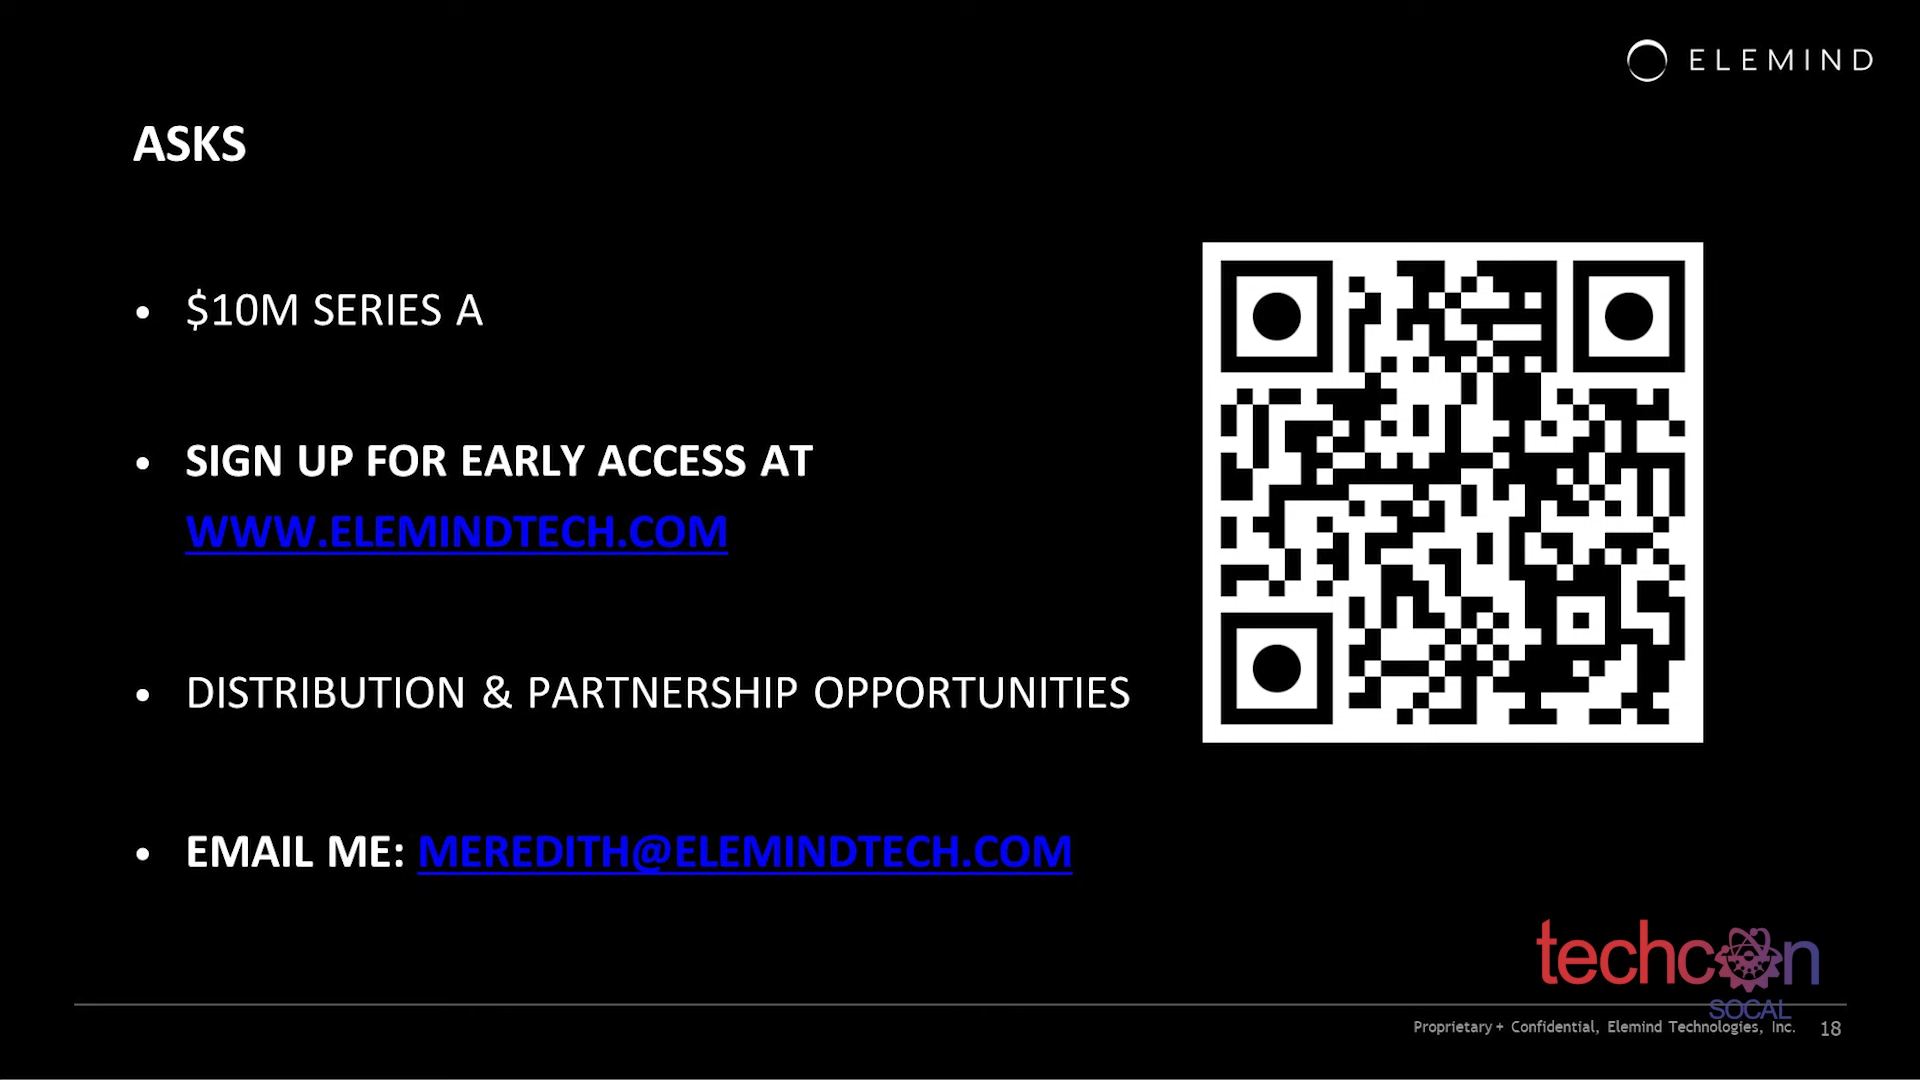 ELEMIND
ASKS
• $10M SERIES A
• SIGN UP FOR EARLY ACCESS AT
WWW.ELEMINDTECH.COM
• DISTRIBUTION & PARTNERSHIP OPPORTUNITIES
• EMAIL ME: MEREDITH@ELEMINDTECH.COM
techcon
SOCAL
Proprietary + Confidential, Elemind Technologies, Inc. 18